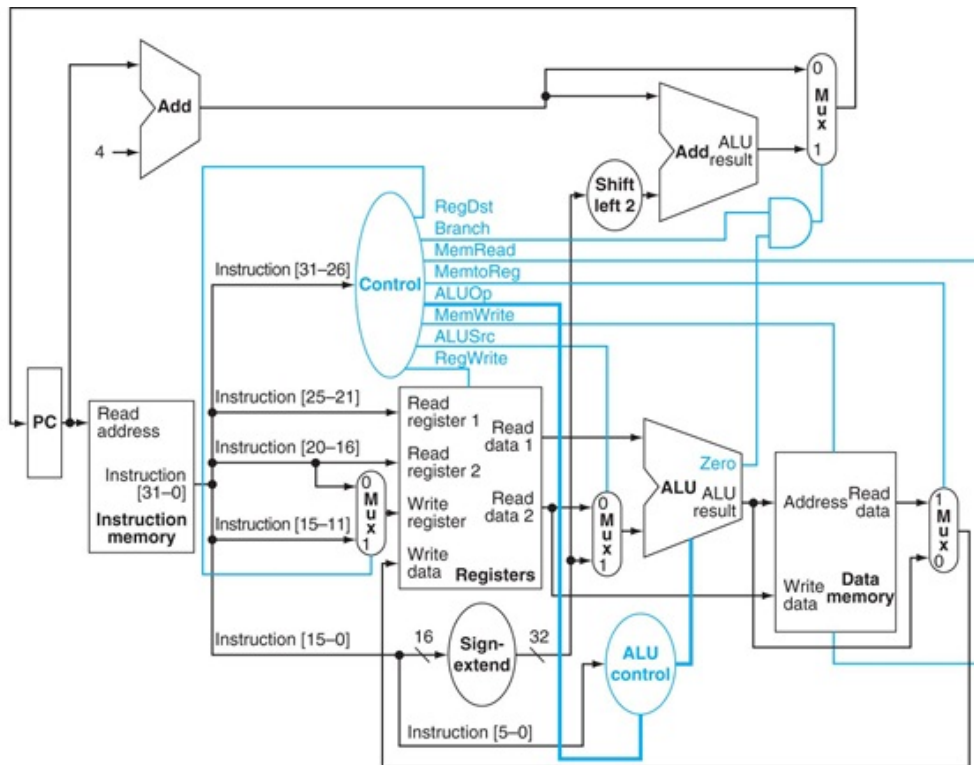 Add
4
Add
ALU
result
0
Mux
1
Shift
left 2
RegDst
Branch
MemRead
MemtoReg
ALUOp
MemWrite
ALUSrc
RegWrite
Control
Instruction [31–26]
Instruction [25–21]
Instruction [20–16]
Instruction [15–11]
Instruction [15–0]
Instruction [5–0]
PC
Read
address
Instruction
[31–0]
Instruction
memory
0
Mux
1
Read
register 1
Read
register 2
Write
register
Write
data
Read
data 1
Read
data 2
Registers
0
Mux
1
Zero
ALU
ALU
result
Address
Read
data
Write
data
Data
memory
1
Mux
0
16
Sign-
extend
32
ALU
control